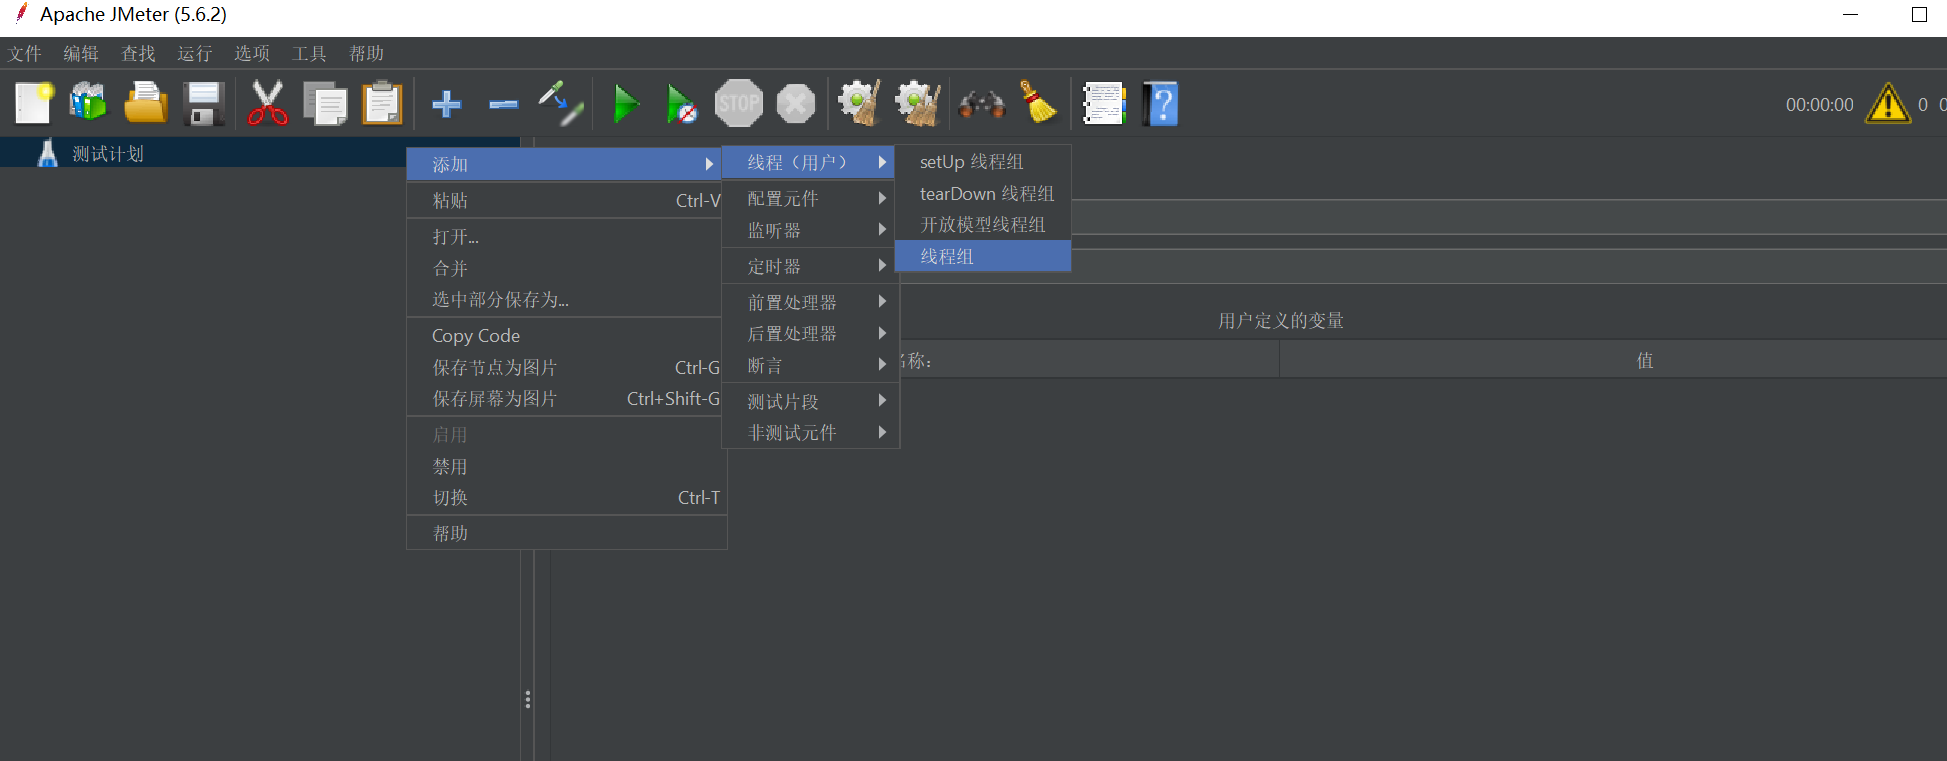 Apache JMeter (5.6.2)
文件 编辑 查找 运行 选项 工具 帮助
STOP
00:00:00 0
测试计划
添加
粘贴 Ctrl-V
打开...
合并
选中部分保存为...
Copy Code
保存节点为图片 Ctrl-G
保存屏幕为图片 Ctrl+Shift-G
启用
禁用
切换 Ctrl-T
帮助
线程（用户）
配置元件
监听器
定时器
前置处理器
后置处理器
断言
测试片段
非测试元件
setUp 线程组
tearDown 线程组
开放模型线程组
线程组
用户定义的变量
名称：
值